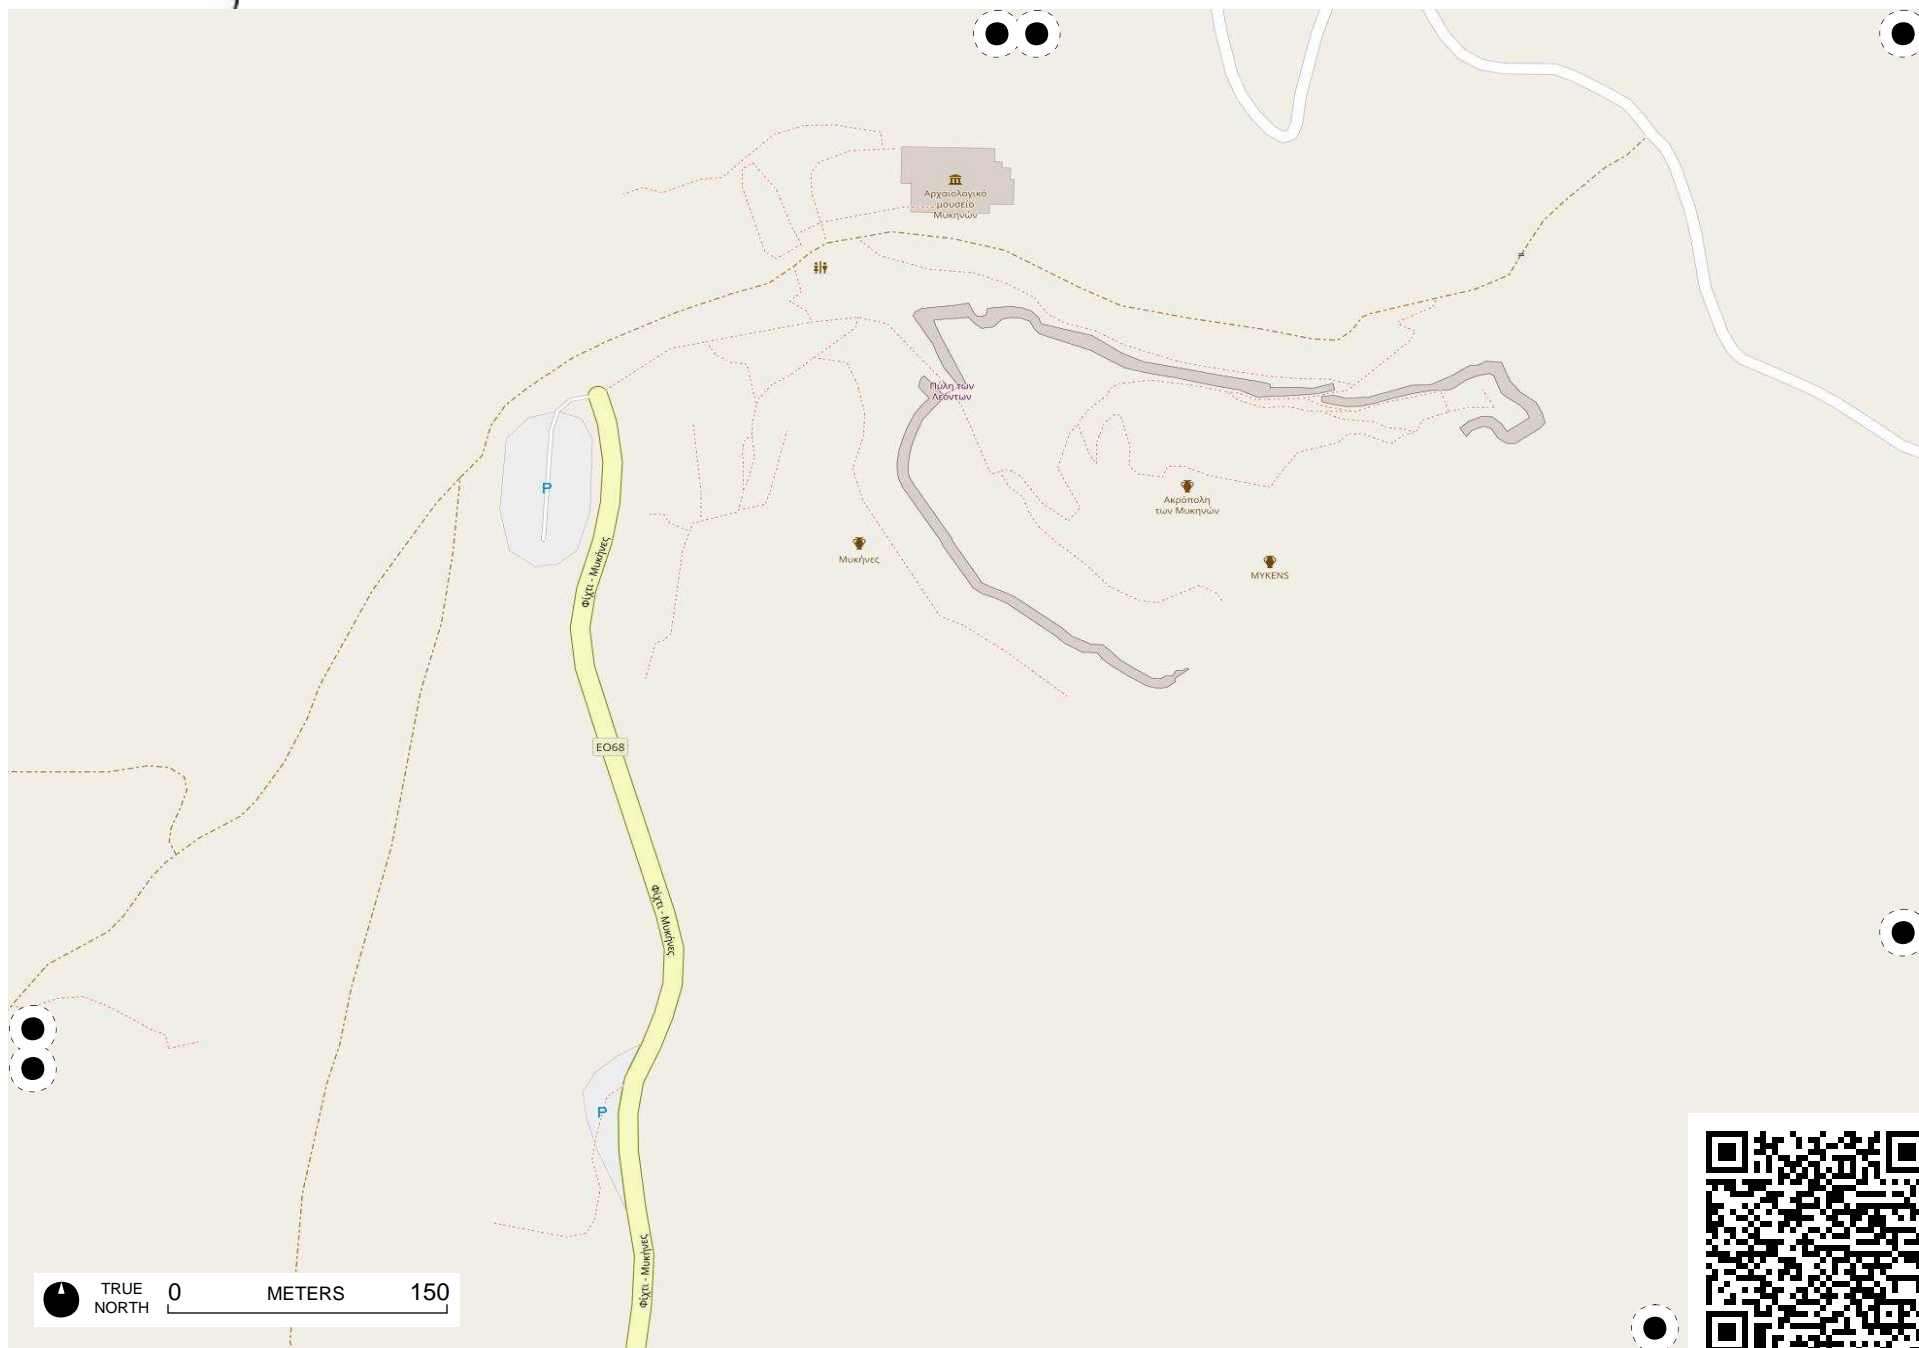 Αρχαιολογικό
μουσείο
Μυκηνών
Πύλη των
Λεόντων
P
Ακρόπολη
των Μυκηνών
Μυκήνες
MYKENS
Φίχτι - Μυκήνες
EO68
Φίχτι - Μυκήνες
P
Φίχτι - Μυκήνες
TRUE
NORTH
0 METERS 150